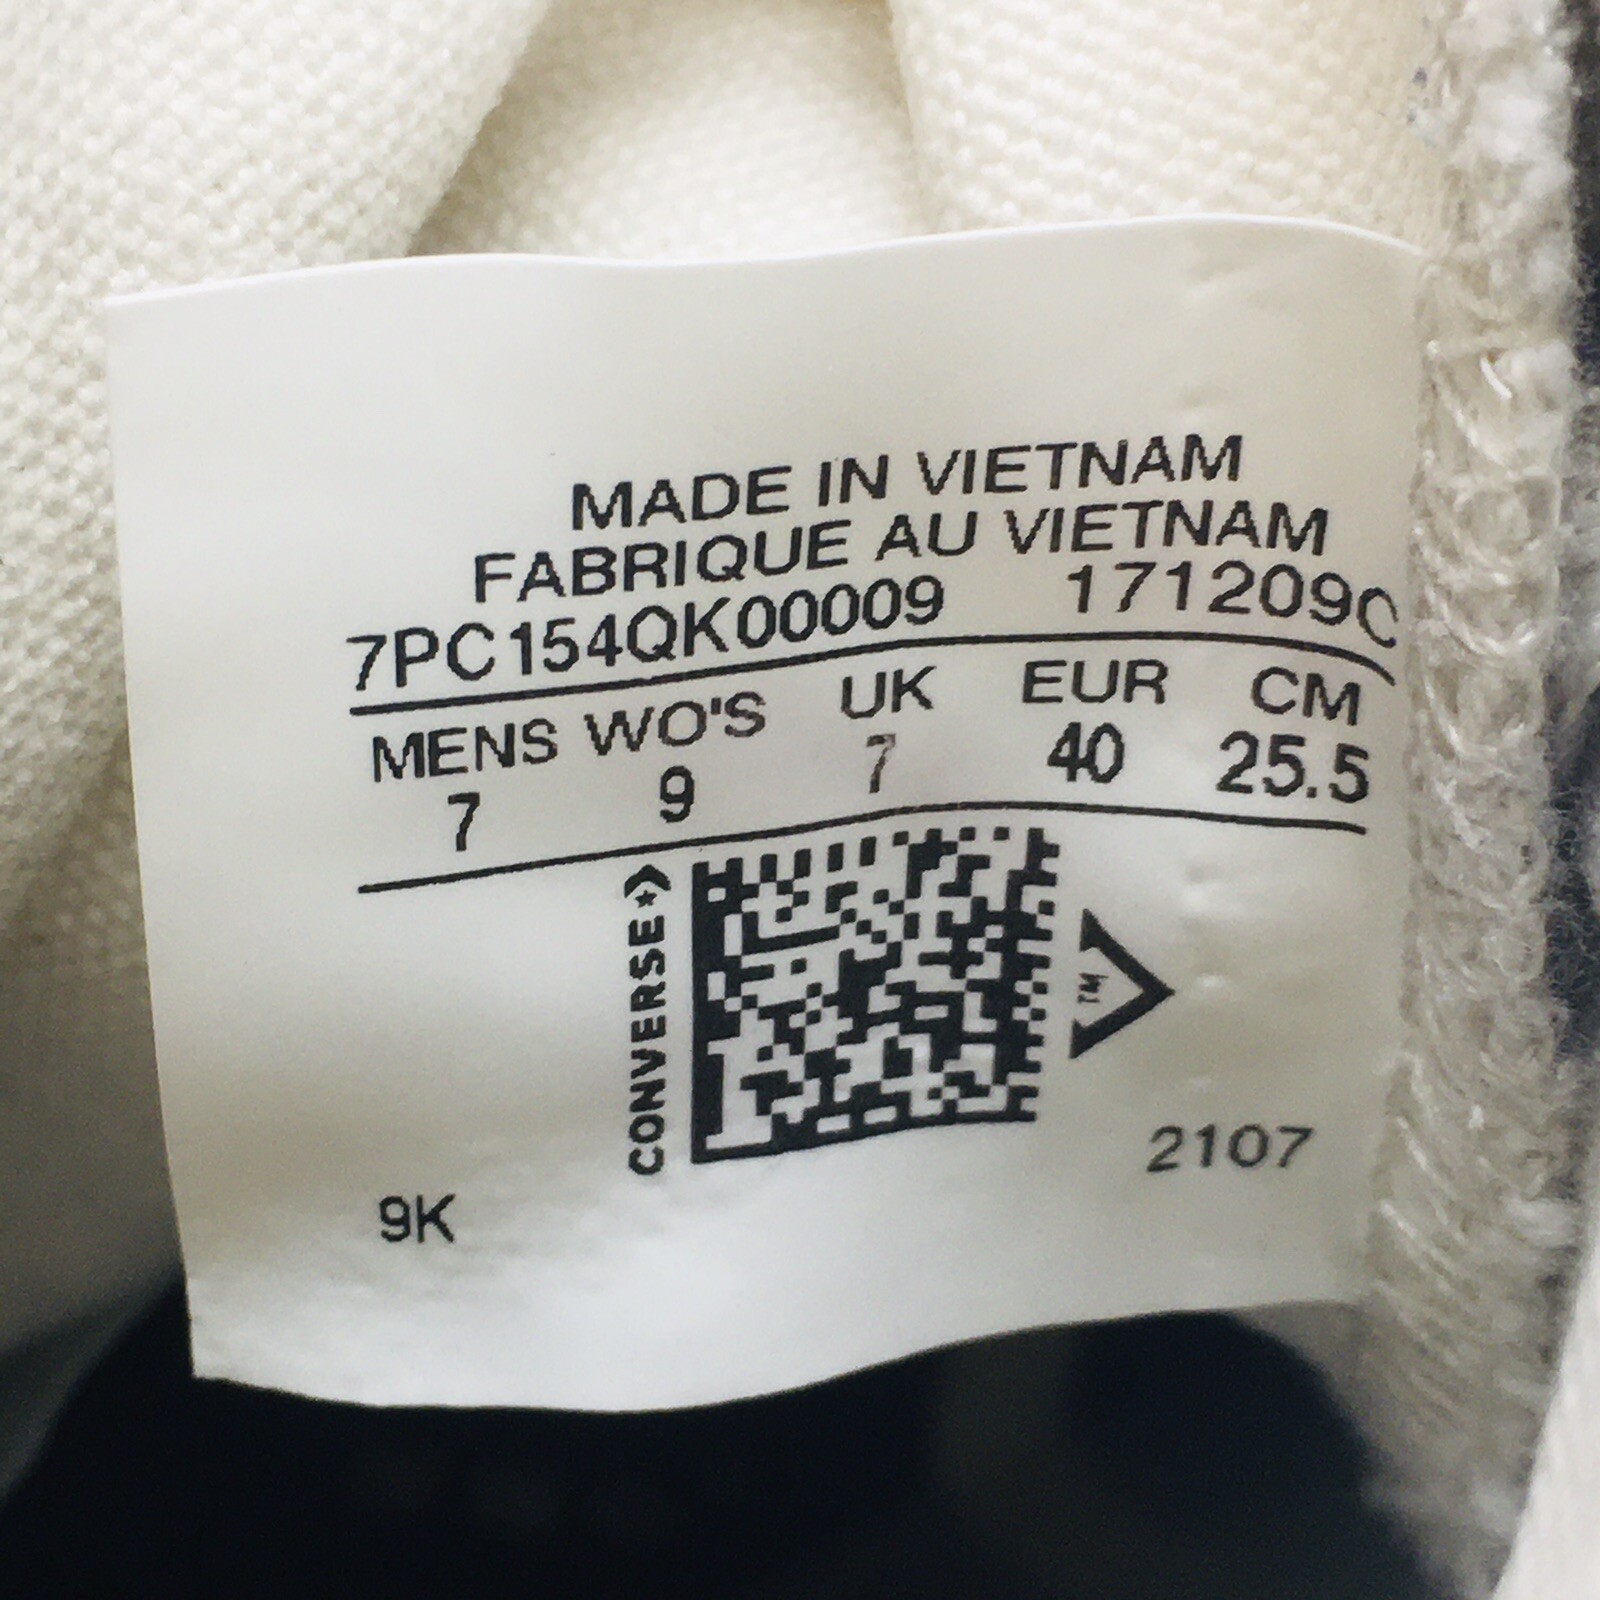 MADE IN VIETNAM
FABRIQUE AU VIETNAM
7PC154QK00009 171209C
MENS WO'S UK EUR CM
7 9 7 40 25.5
CONVERSE
TM
2107
9K